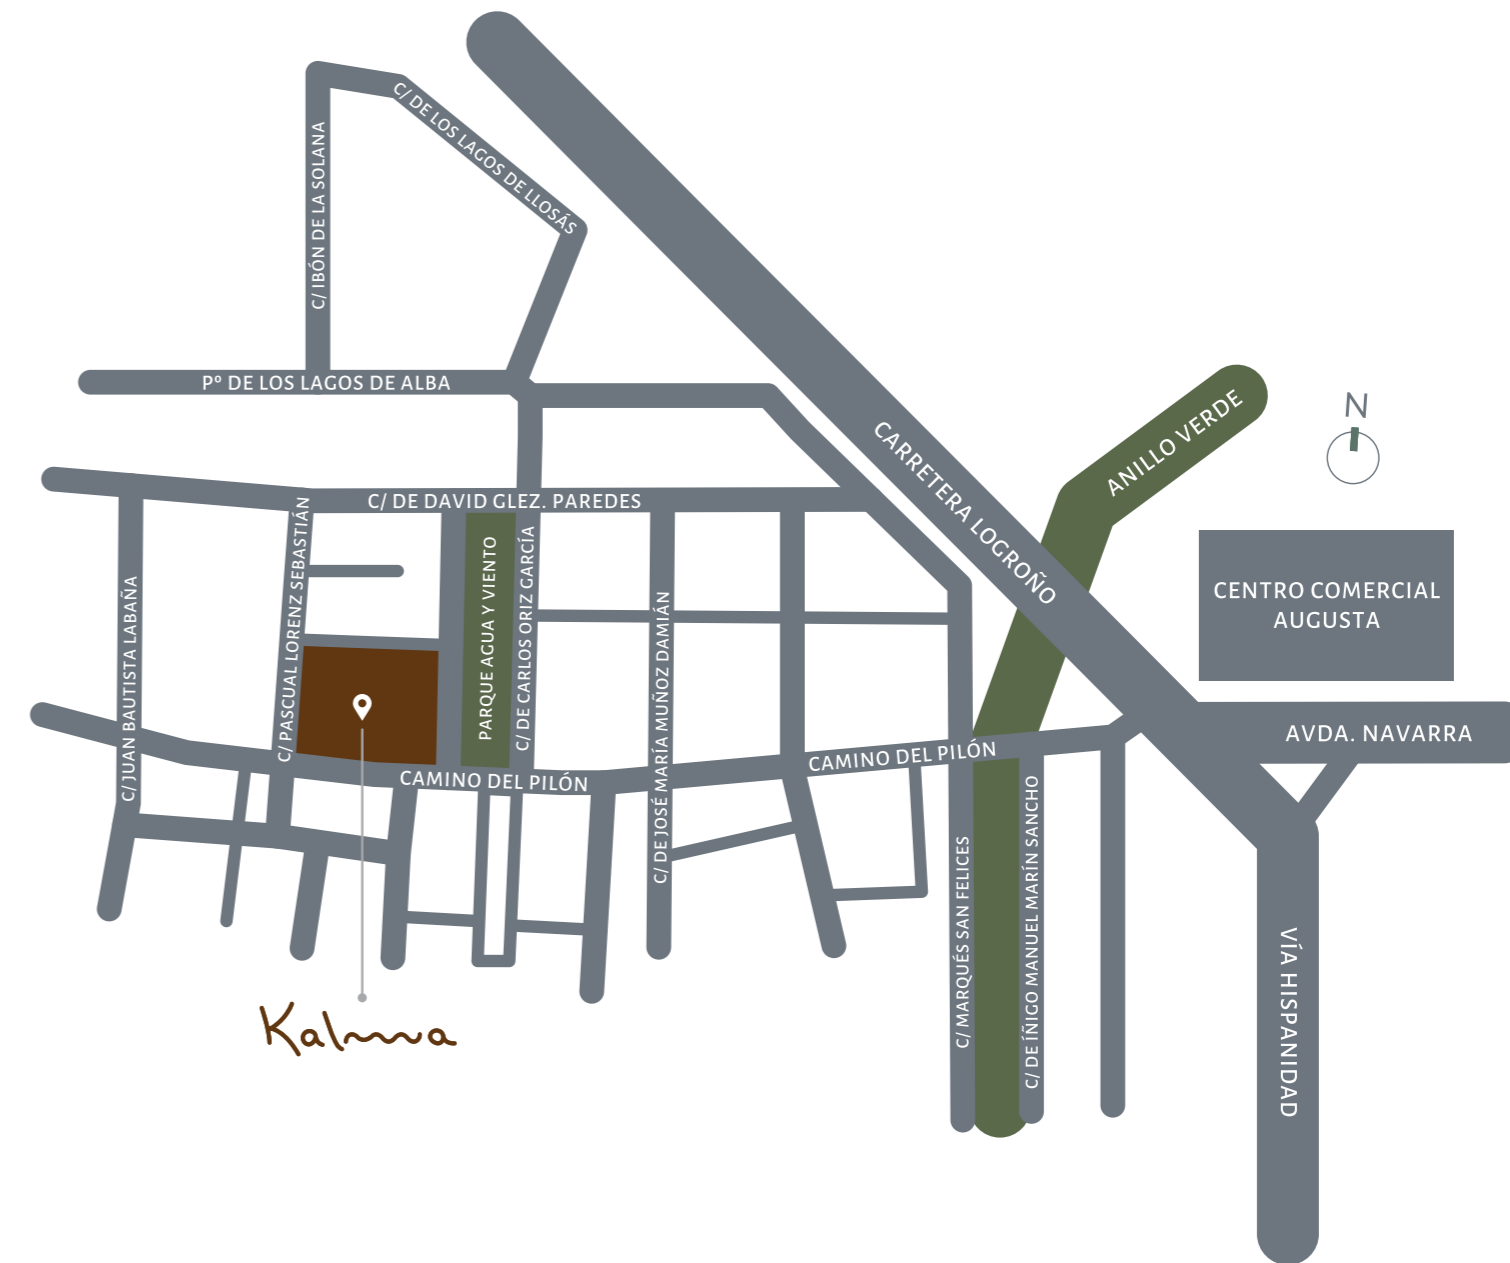 C/ DE LOS LAGOS DE LLOSÁS
C/ IBÓN DE LA SOLANA
Pº DE LOS LAGOS DE ALBA
CARRETERA LOGROÑO
ANILLO VERDE
N
C/ DE DAVID GLEZ. PAREDES
C/ PASCUAL LORENZ SEBASTIÁN
PARQUE AGUA Y VIENTO
C/ DE CARLOS ORIZ GARCÍA
C/ JUAN BAUTISTA LABAÑA
C/ DE JOSÉ MARÍA MUÑOZ DAMIÁN
CENTRO COMERCIAL
AUGUSTA
AVDA. NAVARRA
CAMINO DEL PILÓN
CAMINO DEL PILÓN
C/ MARQUÉS SAN FELICES
C/ DE ÍÑIGO MANUEL MARÍN SANCHO
VÍA HISPANIDAD
Kalma